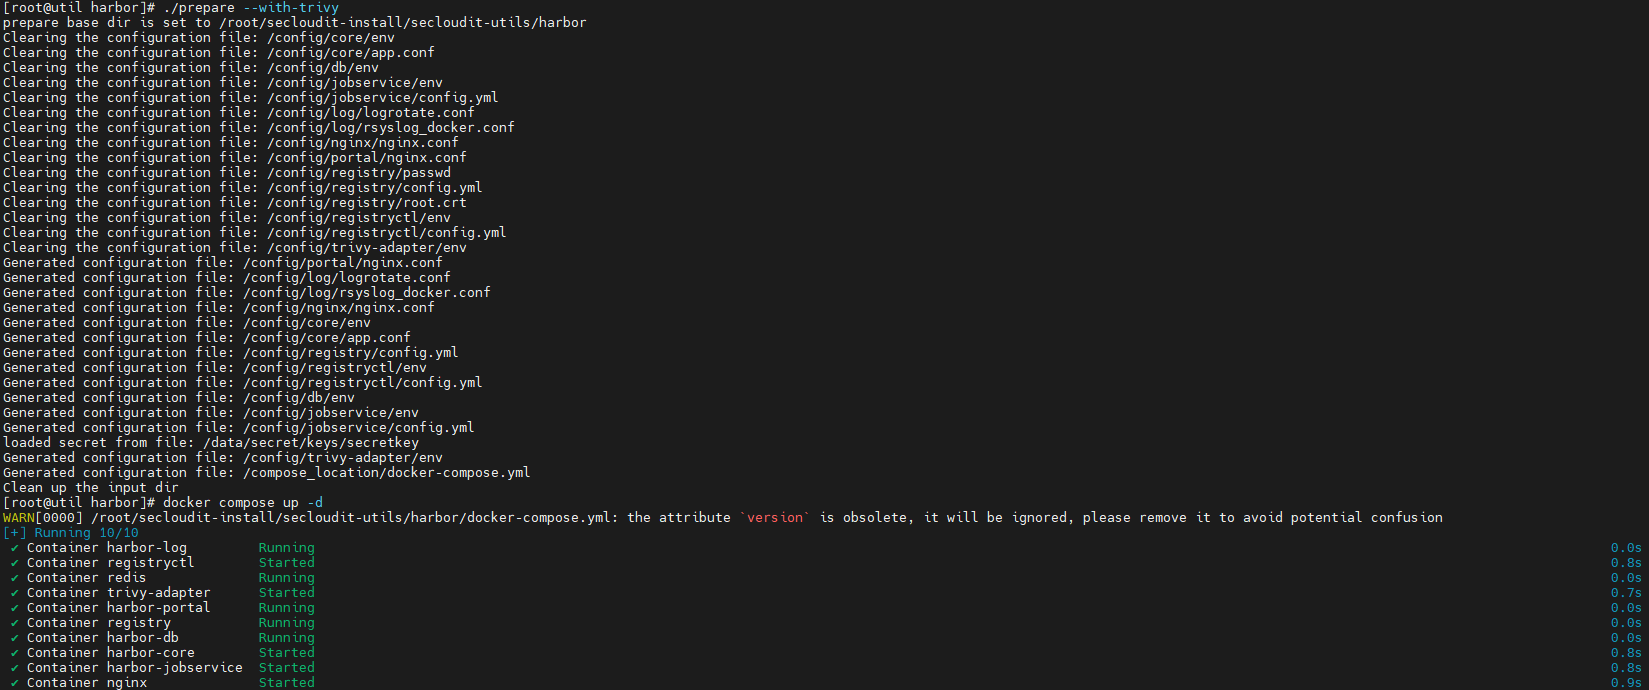 [root@util harbor]# ./prepare --with-trivy
prepare base dir is set to /root/secloudit-install/secloudit-utils/harbor
Clearing the configuration file: /config/core/env
Clearing the configuration file: /config/core/app.conf
Clearing the configuration file: /config/db/env
Clearing the configuration file: /config/jobservice/env
Clearing the configuration file: /config/jobservice/config.yml
Clearing the configuration file: /config/log/logrotate.conf
Clearing the configuration file: /config/log/rsyslog_docker.conf
Clearing the configuration file: /config/nginx/nginx.conf
Clearing the configuration file: /config/portal/nginx.conf
Clearing the configuration file: /config/registry/passwd
Clearing the configuration file: /config/registry/config.yml
Clearing the configuration file: /config/registry/root.crt
Clearing the configuration file: /config/registryctl/env
Clearing the configuration file: /config/registryctl/config.yml
Clearing the configuration file: /config/trivy-adapter/env
Generated configuration file: /config/portal/nginx.conf
Generated configuration file: /config/log/logrotate.conf
Generated configuration file: /config/log/rsyslog_docker.conf
Generated configuration file: /config/nginx/nginx.conf
Generated configuration file: /config/core/env
Generated configuration file: /config/core/app.conf
Generated configuration file: /config/registry/config.yml
Generated configuration file: /config/registryctl/env
Generated configuration file: /config/registryctl/config.yml
Generated configuration file: /config/db/env
Generated configuration file: /config/jobservice/env
Generated configuration file: /config/jobservice/config.yml
loaded secret from file: /data/secret/keys/secretkey
Generated configuration file: /config/trivy-adapter/env
Generated configuration file: /compose_location/docker-compose.yml
Clean up the input dir
[root@util harbor]# docker compose up -d
WARN[0000] /root/secloudit-install/secloudit-utils/harbor/docker-compose.yml: the attribute `version` is obsolete, it will be ignored, please remove it to avoid potential confusion
[+] Running 10/10
✔ Container harbor-log Running 0.0s
✔ Container registryctl Started 0.8s
✔ Container redis Running 0.0s
✔ Container trivy-adapter Started 0.7s
✔ Container harbor-portal Running 0.0s
✔ Container registry Running 0.0s
✔ Container harbor-db Running 0.0s
✔ Container harbor-core Started 0.8s
✔ Container harbor-jobservice Started 0.8s
✔ Container nginx Started 0.9s